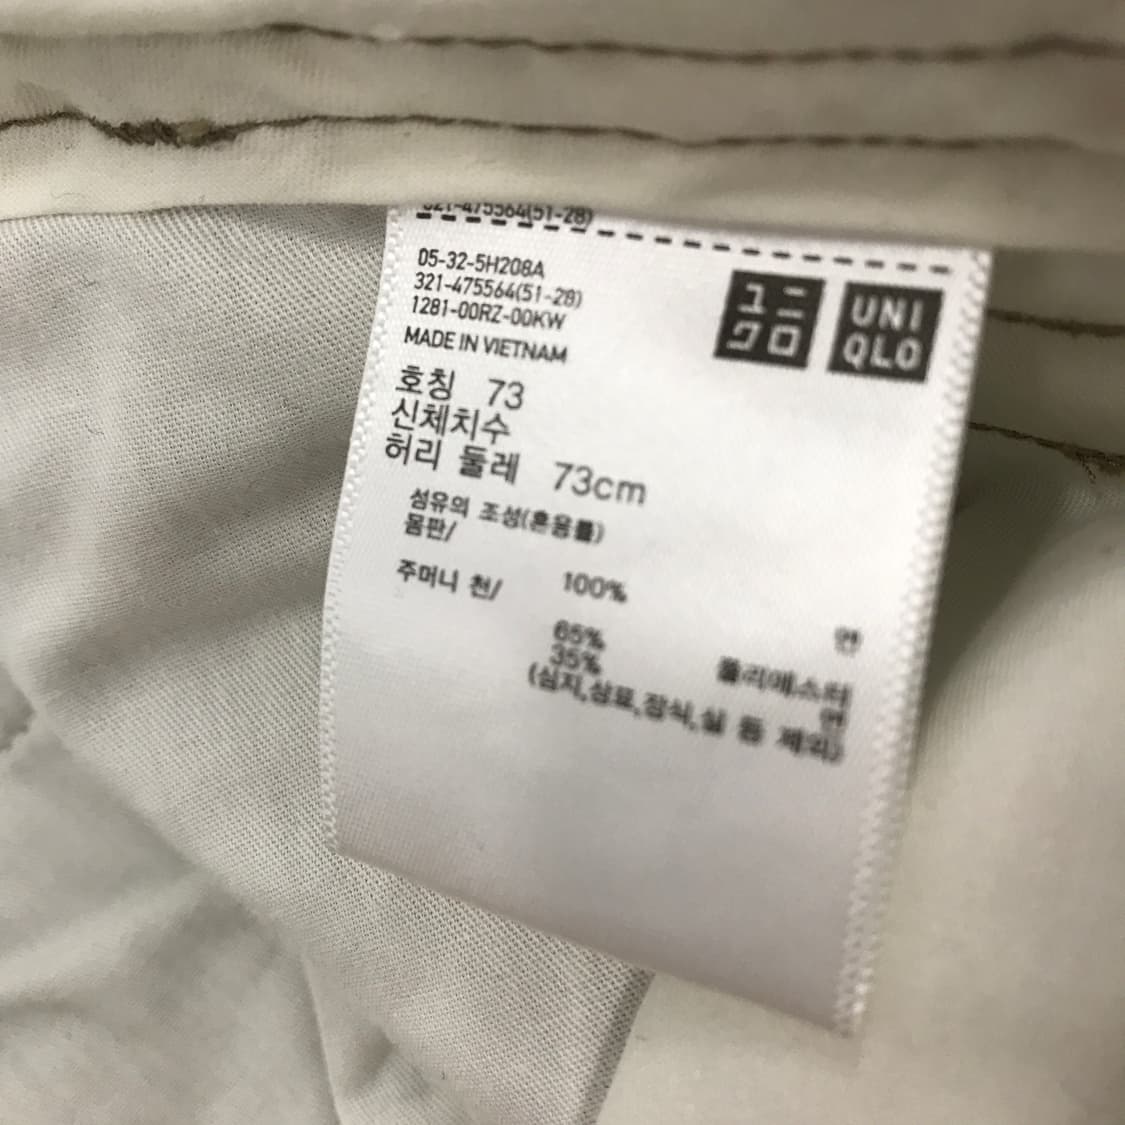 321-475564(51-28)
05-32-5H208A
321-475564(51-28)
1281-00RZ-00KW
MADE IN VIETNAM
ユニ
クロ
UNI
QLO
호칭 73
신체치수
허리 둘레 73cm
섬유의 조성(혼용률)
몸판/
100% 면
주머니 천/
65% 폴리에스터
35% 면
(심지,상표,장식,실 등 제외)